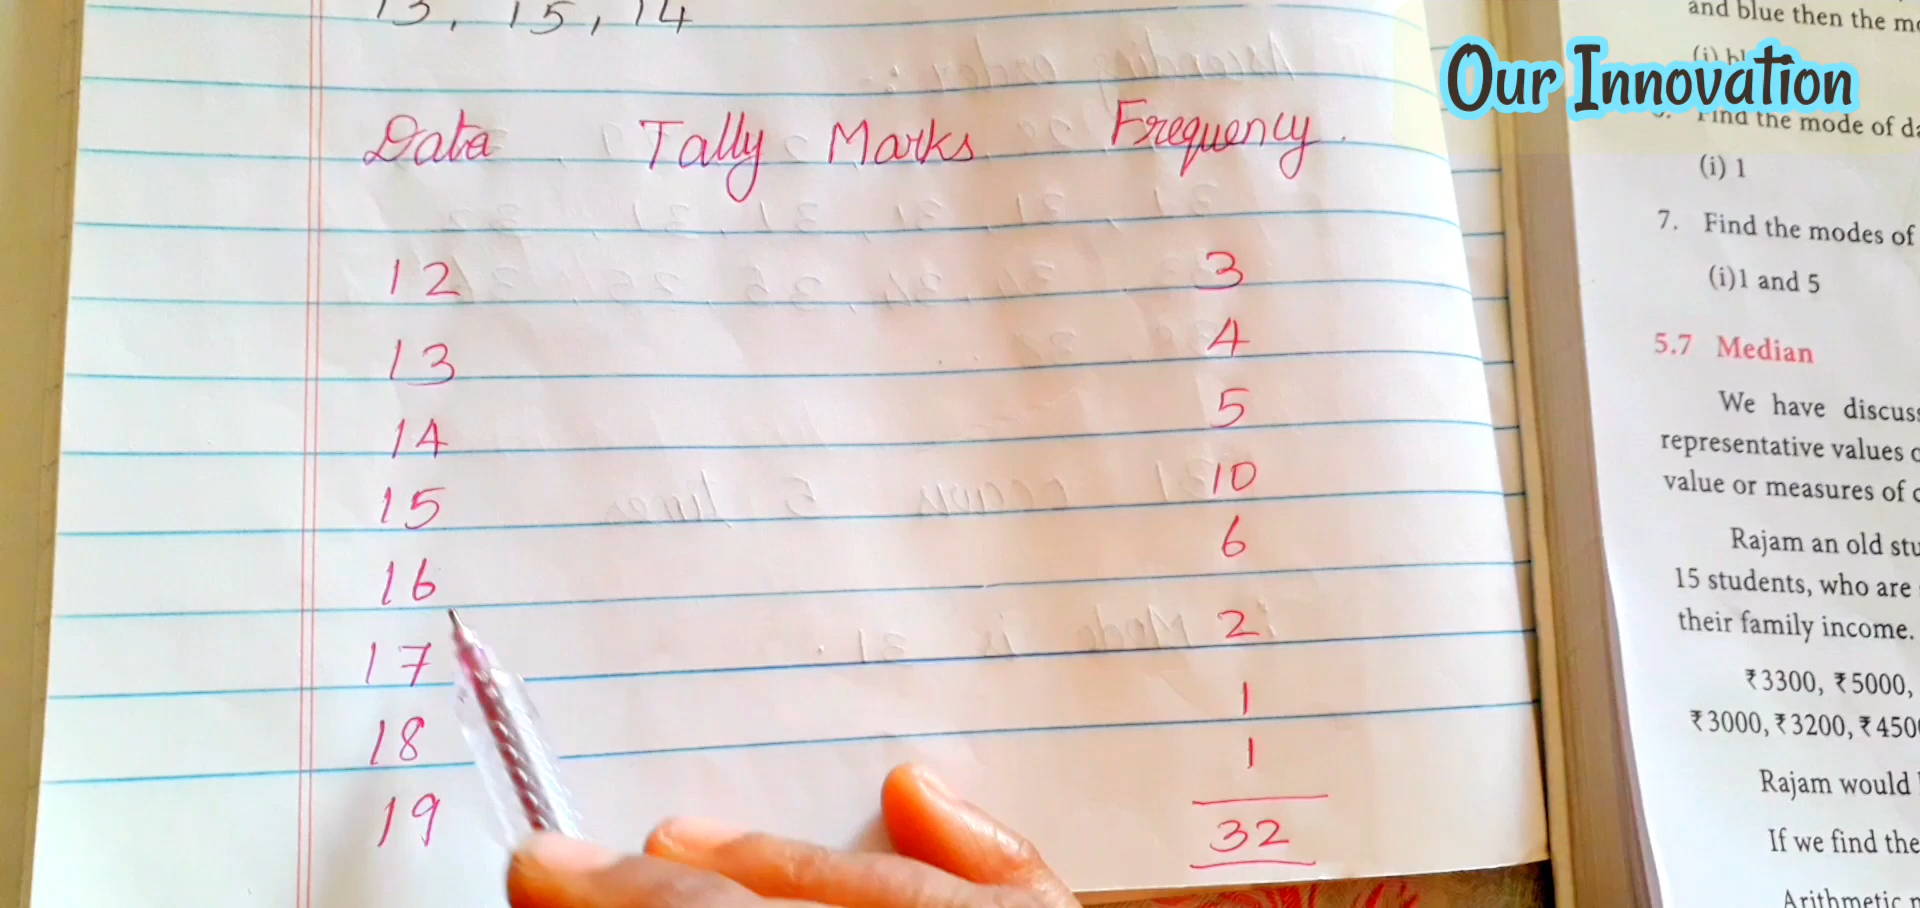 13, 15, 14
Data Tally Marks Frequency
12 3
13 4
14 5
15 10
16 6
17 2
18 1
19 1
32
Our Innovation
and blue then the
(i)
Find the mode of
(i) 1
7. Find the modes of
(i)1 and 5
5.7 Median
We have
representative values
value or measures of
Rajam an old
15 students, who are
their family income.
₹3300, ₹5000,
₹3000, ₹3200,
Rajam would
If we find the
Arithmetic